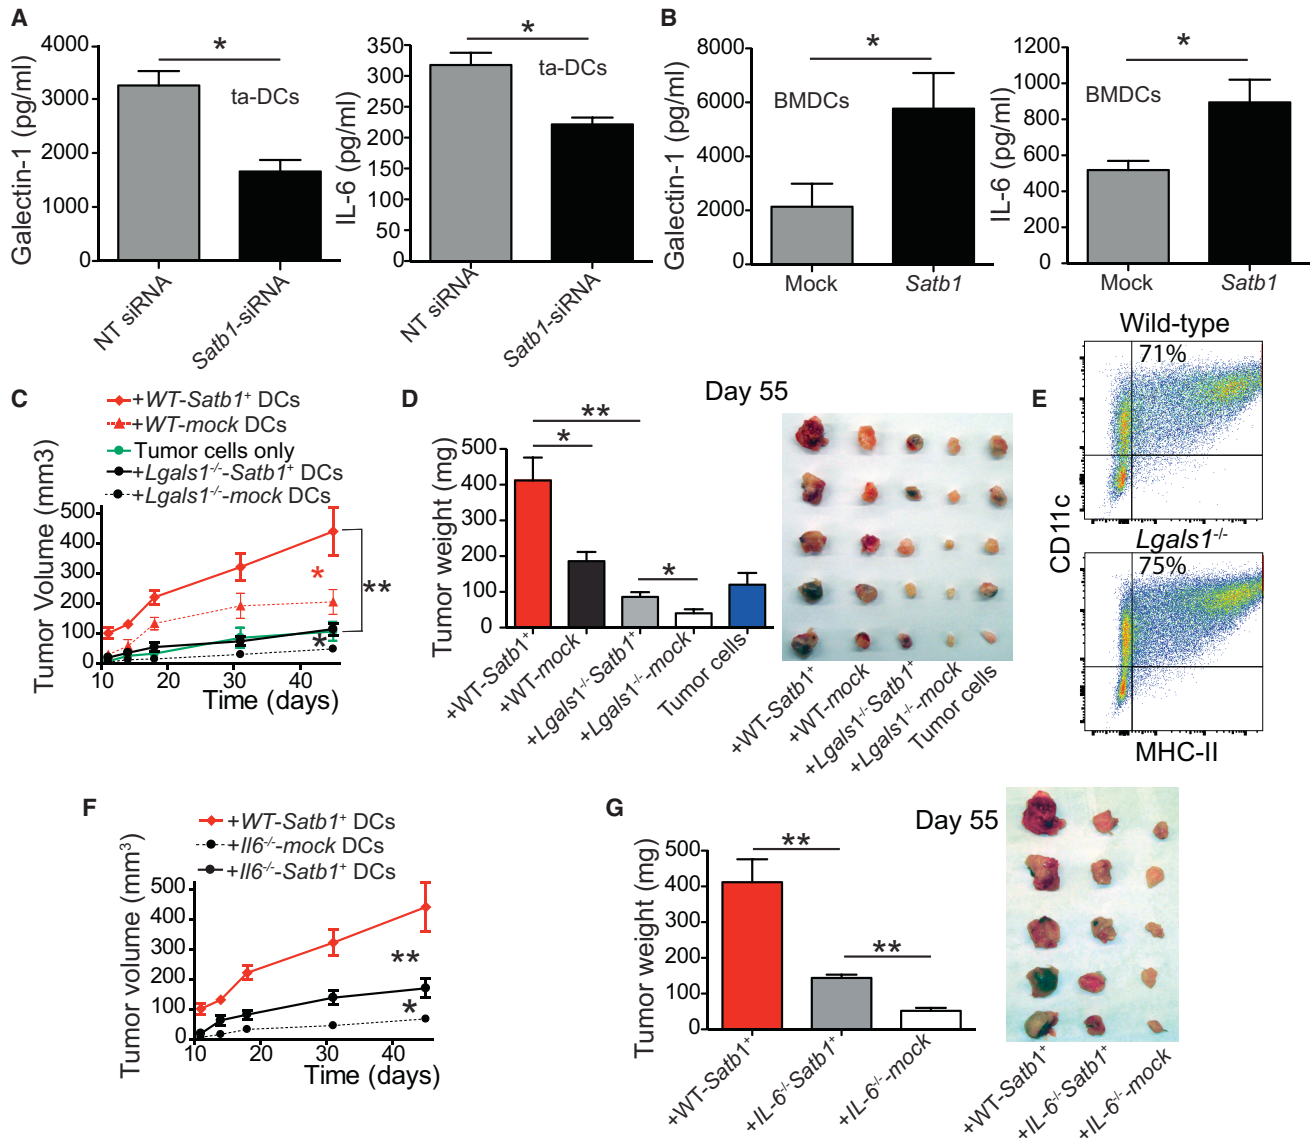 A
4000
3000
2000
1000
0
Galectin-1 (pg/ml)
*
ta-DCs
NT siRNA
Satb1-siRNA
350
300
250
200
150
100
50
0
IL-6 (pg/ml)
*
ta-DCs
NT siRNA
Satb1-siRNA
B
8000
6000
4000
2000
0
Galectin-1 (pg/ml)
*
BMDCs
Mock
Satb1
1200
1000
800
600
400
200
0
IL-6 (pg/ml)
*
BMDCs
Mock
Satb1
C
+WT-Satb1⁺ DCs
+WT-mock DCs
Tumor cells only
+Lgals1⁻/⁻-Satb1⁺ DCs
+Lgals1⁻/⁻-mock DCs
Tumor Volume (mm3)
500
400
300
200
100
0
10
20
40
Time (days)
*
**
*
D
Day 55
Tumor weight (mg)
500
400
300
200
100
0
**
*
*
+WT-Satb1⁺
+WT-mock
+Lgals1⁻/⁻Satb1⁺
+Lgals1⁻/⁻-mock
Tumor cells
+WT-Satb1⁺
+WT-mock
+Lgals1⁻/⁻Satb1⁺
+Lgals1⁻/⁻-mock
Tumor cells
E
Wild-type
71%
Lgals1⁻/⁻
75%
CD11c
MHC-II
F
+WT-Satb1⁺ DCs
+Il6⁻/⁻-mock DCs
+Il6⁻/⁻-Satb1⁺ DCs
Tumor volume (mm³)
500
400
300
200
100
0
10
20
40
Time (days)
**
*
G
Day 55
Tumor weight (mg)
500
400
300
200
100
0
**
**
+WT-Satb1⁺
+IL-6⁻/⁻Satb1⁺
+IL-6⁻/⁻-mock
+WT-Satb1⁺
+IL-6⁻/⁻-Satb1⁺
+IL-6⁻/⁻-mock